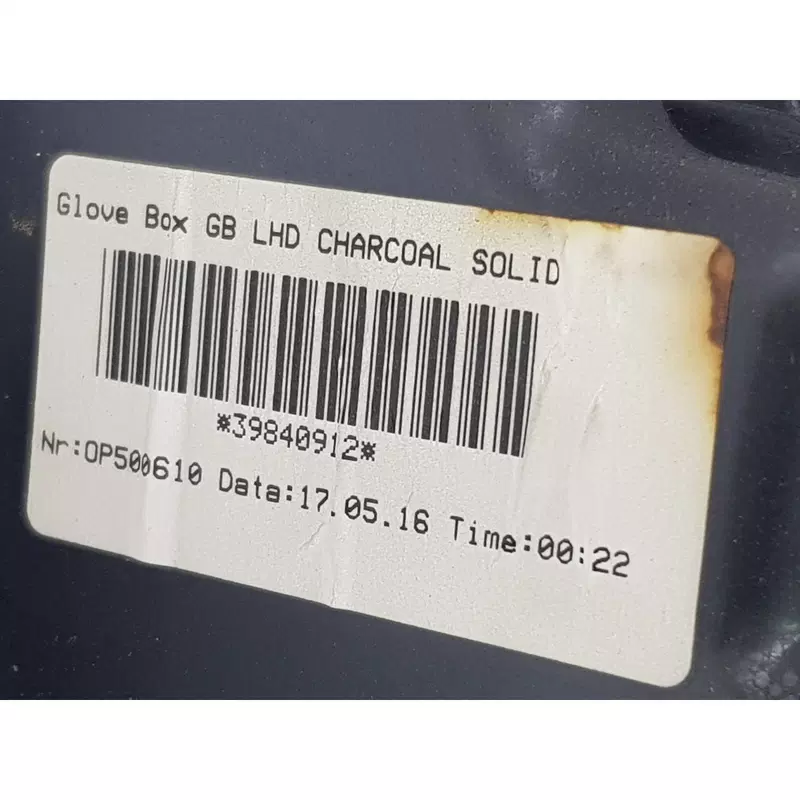 Glove Box GB LHD CHARCOAL SOLID
*39840912*
Nr:OP500610 Data:17.05.16 Time:00:22